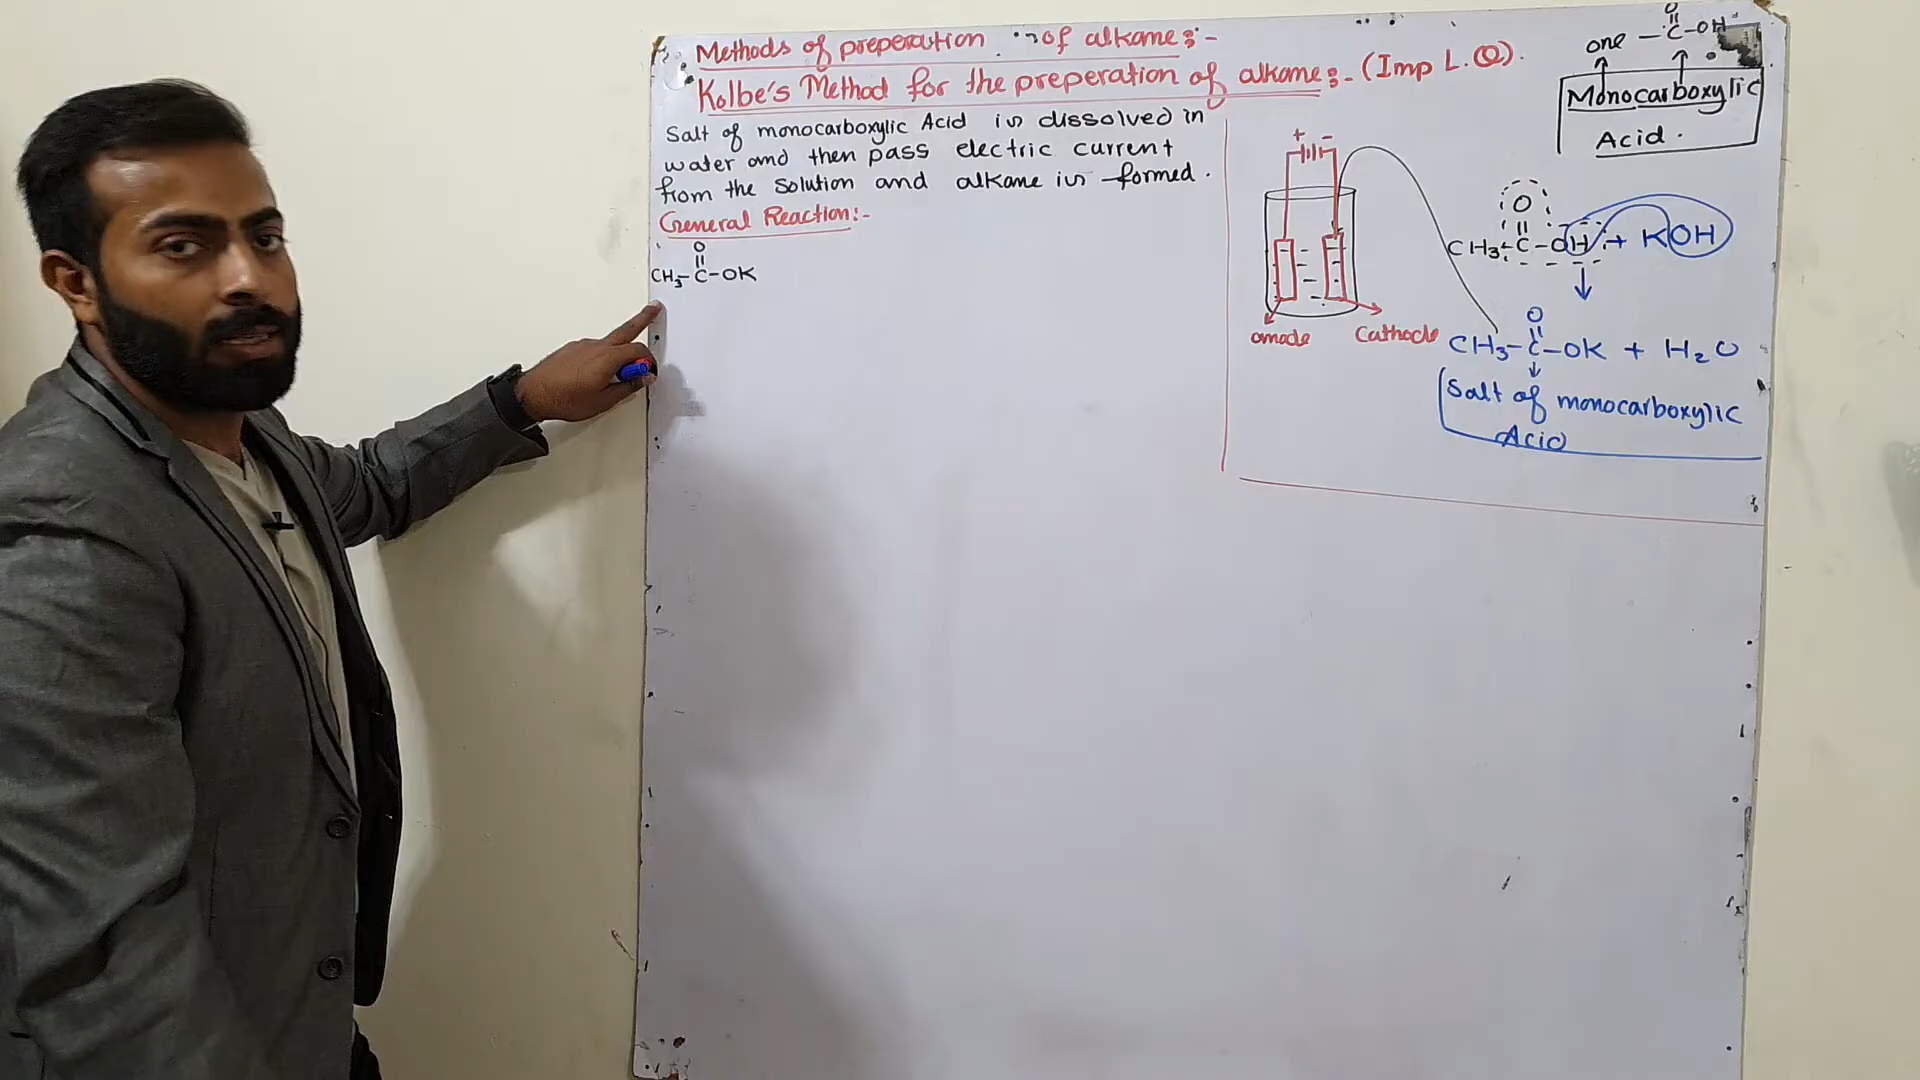 Methods of preperation of alkane:-
Kolbe's Method for the preperation of alkane:- (Imp L.Q).
Salt of monocarboxylic Acid is dissolved in
water and then pass electric current
from the solution and alkane is formed.
General Reaction:-
O
CH3-C-OK
+ -
anode
Cathode
O
one -C-OH
Monocarboxylic
Acid.
O
CH3-C-OH + KOH
O
CH3-C-OK + H2O
Salt of monocarboxylic
Acid